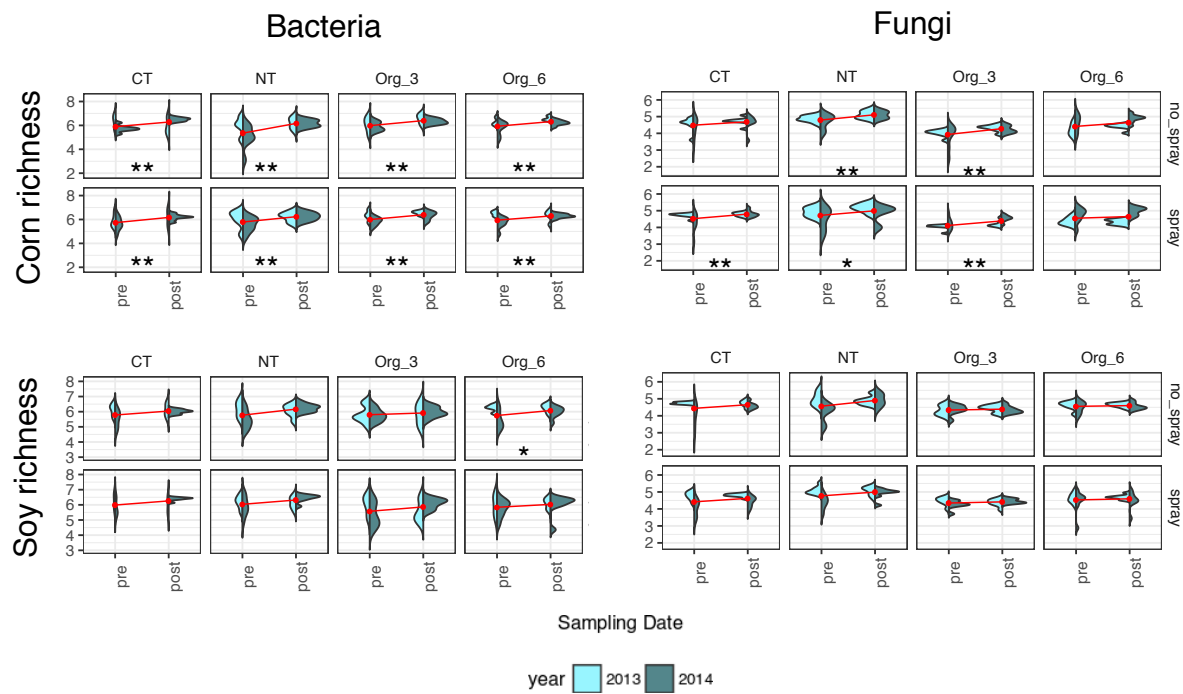 Bacteria
Fungi
CT NT Org_3 Org_6
CT NT Org_3 Org_6
Corn richness
8
6
4
2
** ** ** **
6
5
4
3
2
** **
no_spray
8
6
4
2
** ** ** **
6
5
4
3
2
** * **
spray
pre post pre post pre post pre post
pre post pre post pre post pre post
CT NT Org_3 Org_6
CT NT Org_3 Org_6
Soy richness
8
7
6
5
4
3
*
6
5
4
3
2
no_spray
8
7
6
5
4
3
6
5
4
3
2
spray
pre post pre post pre post pre post
pre post pre post pre post pre post
Sampling Date
year 2013 2014